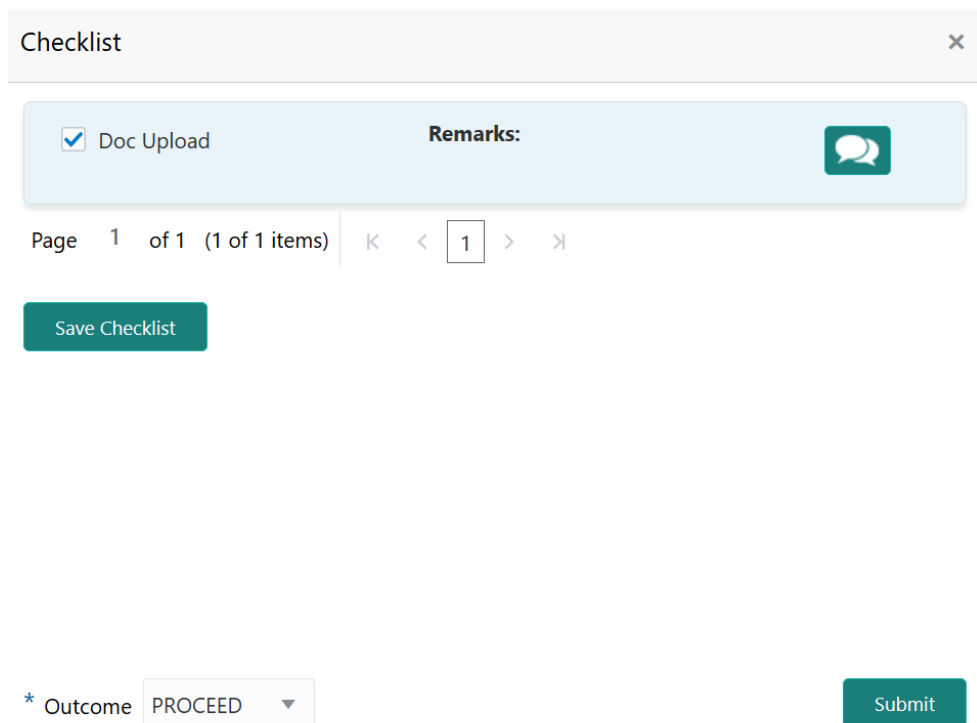 Checklist
Doc Upload Remarks:
Page 1 of 1 (1 of 1 items) 1
Save Checklist
* Outcome PROCEED Submit